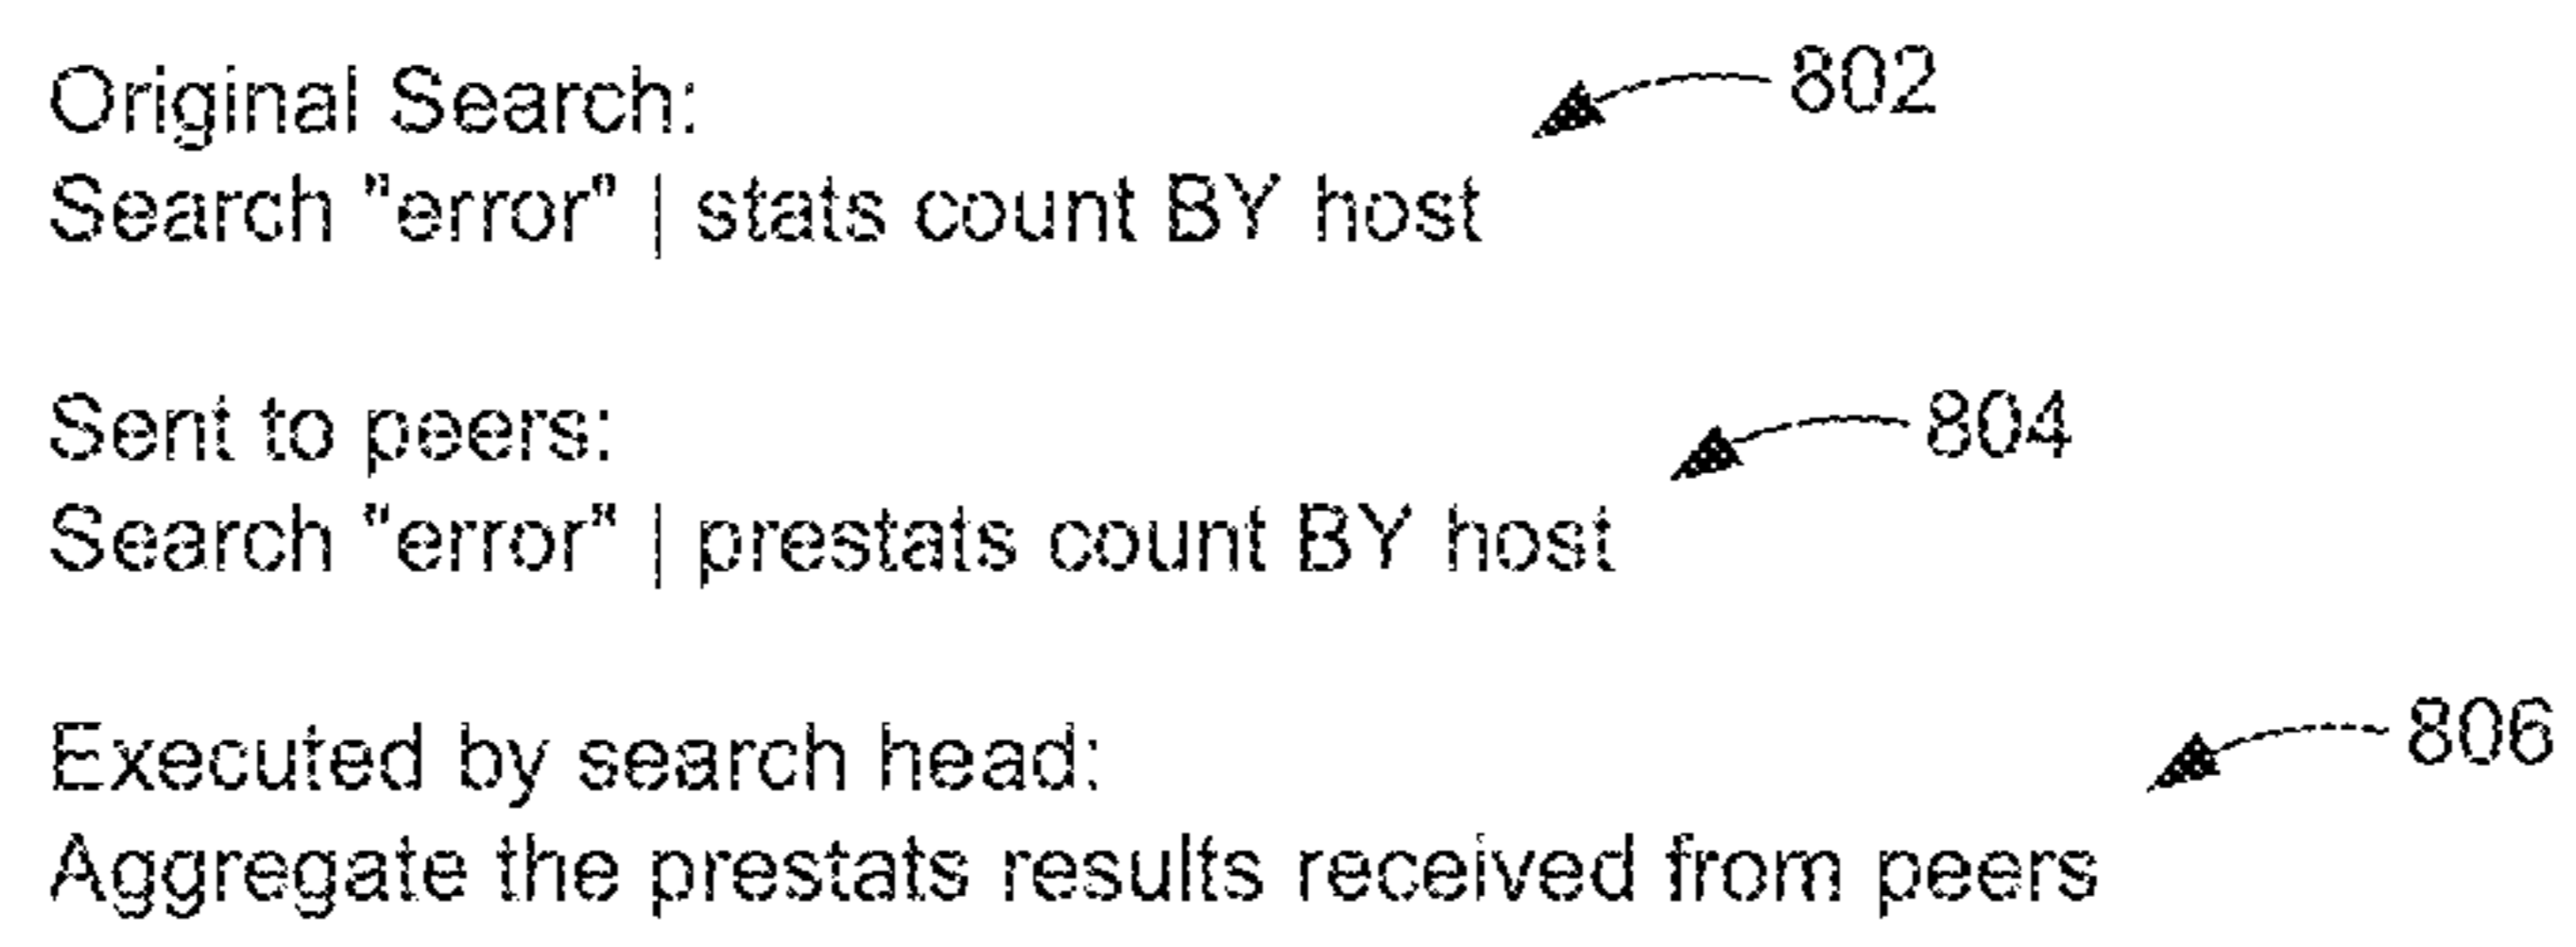 Original Search:
802
Search "error" | stats count BY host
Sent to peers:
804
Search "error" | prestats count BY host
Executed by search head:
806
Aggregate the prestats results received from peers